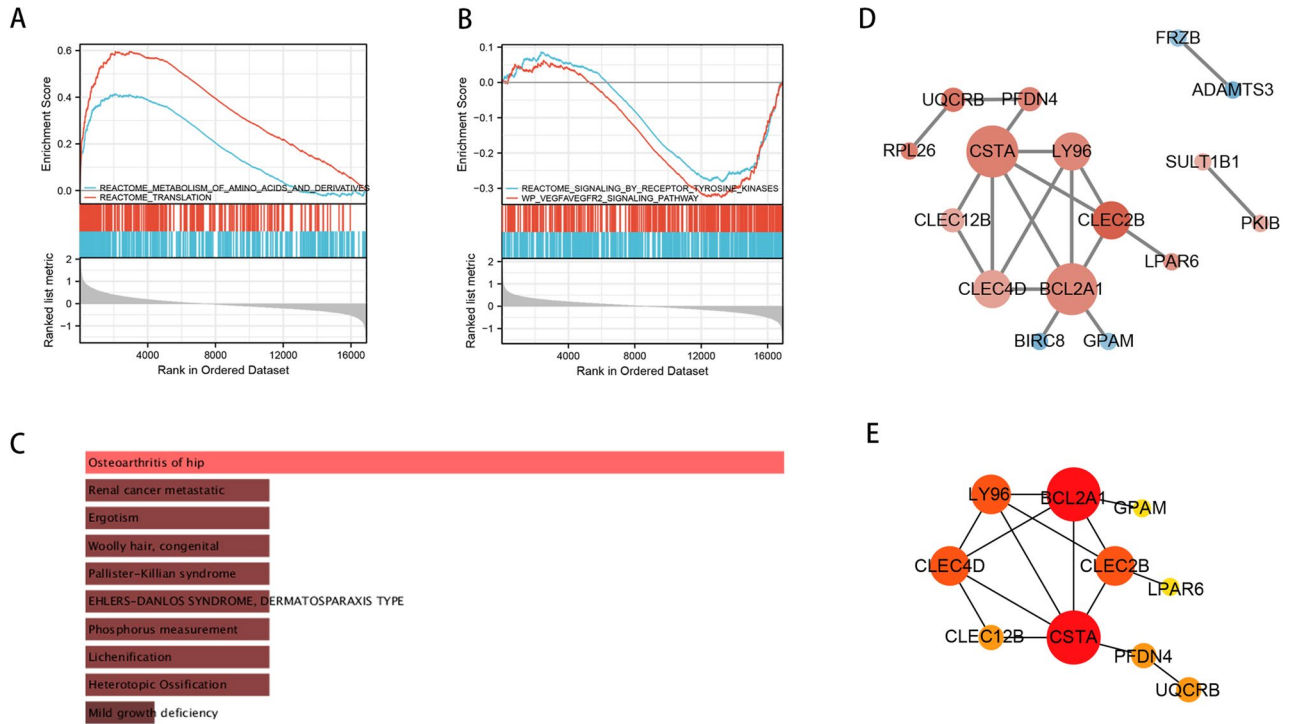 A
0.6
0.4
0.2
0.0
Enrichment Score
REACTOME_METABOLISM_OF_AMINO_ACIDS_AND_DERIVATIVES
REACTOME_TRANSLATION
2
1
0
−1
Ranked list metric
4000 8000 12000 16000
Rank in Ordered Dataset
B
0.1
0.0
−0.1
−0.2
−0.3
Enrichment Score
REACTOME_SIGNALING_BY_RECEPTOR_TYROSINE_KINASES
WP_VEGFAVEGFR2_SIGNALING_PATHWAY
2
1
0
−1
Ranked list metric
4000 8000 12000 16000
Rank in Ordered Dataset
C
Osteoarthritis of hip
Renal cancer metastatic
Ergotism
Woolly hair, congenital
Pallister-Killian syndrome
EHLERS-DANLOS SYNDROME, DERMATOSPARAXIS TYPE
Phosphorus measurement
Lichenification
Heterotopic Ossification
Mild growth deficiency
D
FRZB
ADAMTS3
UQCRB PFDN4
RPL26
CSTA LY96
SULT1B1
CLEC12B CLEC2B
PKIB
LPAR6
CLEC4D BCL2A1
BIRC8 GPAM
E
LY96 BCL2A1
GPAM
CLEC4D CLEC2B
LPAR6
CLEC12B CSTA
PFDN4
UQCRB